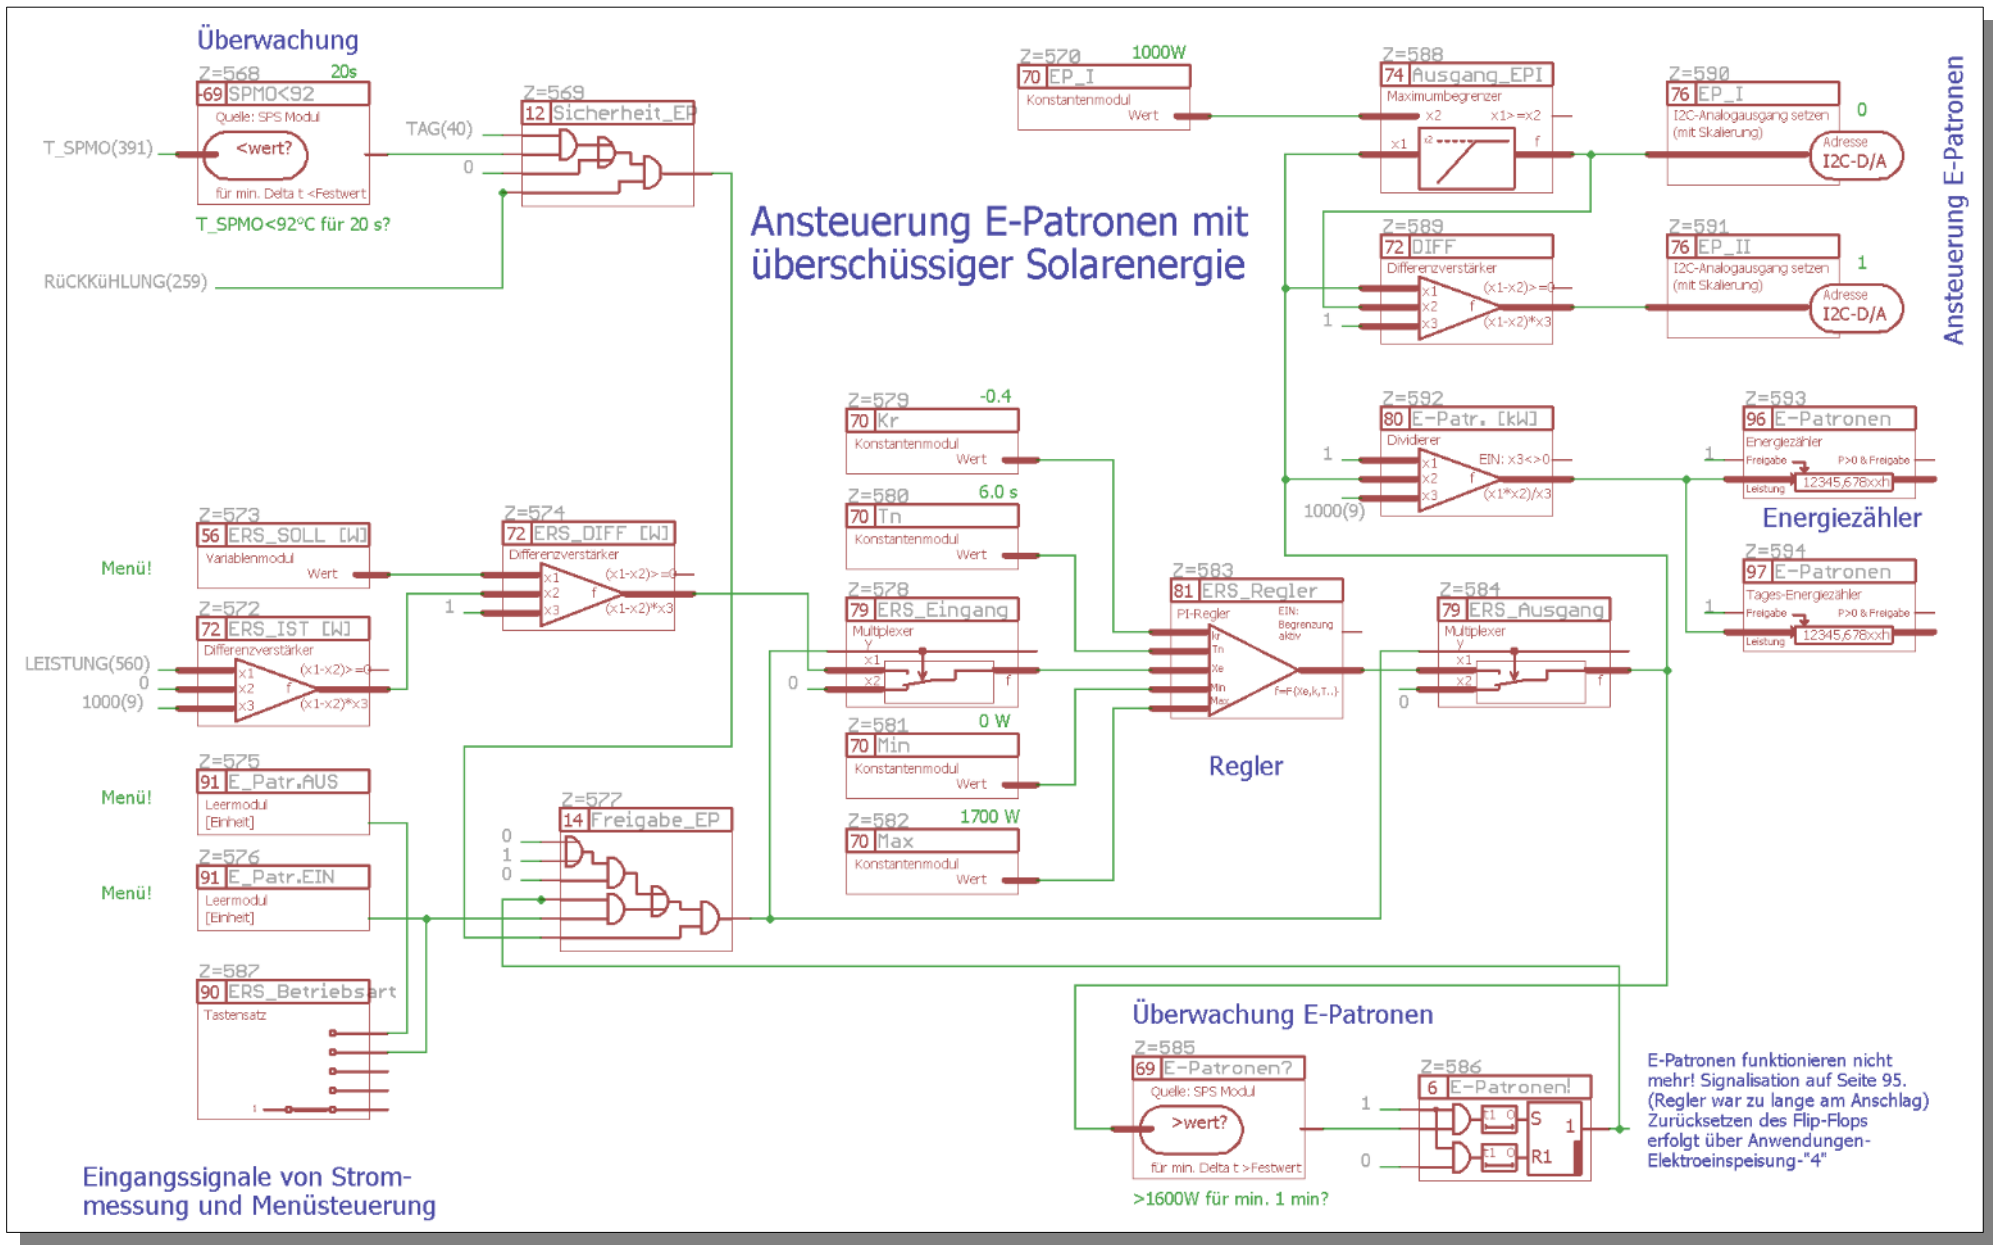 Überwachung
Z=568
20s
-69 SPMO<92
Quelle: SPS Modul
T_SPMO(391)
<wert?
für min. Delta t <Festwert
T_SPMO<92°C für 20 s?
RüCKKüHLUNG(259)
Z=569
12 Sicherheit_EP
TAG(40)
0
Ansteuerung E-Patronen mit
überschüssiger Solarenergie
Z=570
1000W
70 EP_I
Konstantenmodul
Wert
Z=588
74 Ausgang_EPI
Maximumbegrenzer
x2
x1>=x2
x1
x2
f
Z=590
76 EP_I
I2C-Analogausgang setzen
(mit Skalierung)
0
Adresse
I2C-D/A
Z=589
72 DIFF
Differenzverstärker
(x1-x2)>=0
x1
x2
f
x3
(x1-x2)*x3
1
Z=591
76 EP_II
I2C-Analogausgang setzen
(mit Skalierung)
1
Adresse
I2C-D/A
Ansteuerung E-Patronen
Z=592
80 E-Patr. [kW]
Dividierer
EIN: x3<>0
1
x1
x2
f
x3
(x1*x2)/x3
1000(9)
Z=593
96 E-Patronen
Energiezähler
1
Freigabe
P>0 & Freigabe
Leistung
12345,678xxh
Energiezähler
Z=594
97 E-Patronen
Tages-Energiezähler
1
Freigabe
P>0 & Freigabe
Leistung
12345,678xxh
Z=579
-0.4
70 Kr
Konstantenmodul
Wert
Z=580
6.0 s
70 Tn
Konstantenmodul
Wert
Z=573
56 ERS_SOLL [W]
Variablenmodul
Wert
Menü!
Z=574
72 ERS_DIFF [W]
Differenzverstärker
(x1-x2)>=0
x1
x2
f
x3
(x1-x2)*x3
1
Z=572
72 ERS_IST [W]
Differenzverstärker
LEISTUNG(560)
0
1000(9)
(x1-x2)>=0
x1
x2
f
x3
(x1-x2)*x3
Z=578
79 ERS_Eingang
Multiplexer
y
x1
x2
f
0
Z=583
81 ERS_Regler
PI-Regler
EIN:
Begrenzung
aktiv
kr
Tn
Xe
Min
Max
f=F(Xe,k,T..)
Regler
Z=584
79 ERS_Ausgang
Multiplexer
y
x1
x2
f
0
Z=581
0 W
70 Min
Konstantenmodul
Wert
Z=582
1700 W
70 Max
Konstantenmodul
Wert
Z=575
91 E_Patr.AUS
Leermodul
[Einheit]
Menü!
Z=576
91 E_Patr.EIN
Leermodul
[Einheit]
Menü!
Z=577
14 Freigabe_EP
0
1
0
Z=587
90 ERS_Betriebsart
Tastensatz
1
Eingangssignale von Strom-
messung und Menüsteuerung
Überwachung E-Patronen
Z=585
69 E-Patronen?
Quelle: SPS Modul
>wert?
für min. Delta t >Festwert
>1600W für min. 1 min?
Z=586
6 E-Patronen!
1
0
t1 0
S
1
t1 0
R1
E-Patronen funktionieren nicht
mehr! Signalisation auf Seite 95.
(Regler war zu lange am Anschlag)
Zurücksetzen des Flip-Flops
erfolgt über Anwendungen-
Elektroeinspeisung-"4"